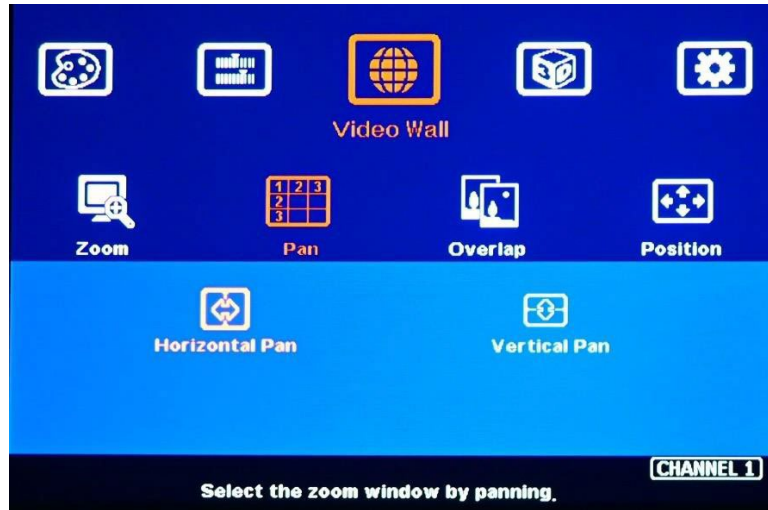 3D
Video Wall
1 2 3
2
3
Zoom
Pan
Overlap
Position
Horizontal Pan
Vertical Pan
CHANNEL 1
Select the zoom window by panning.